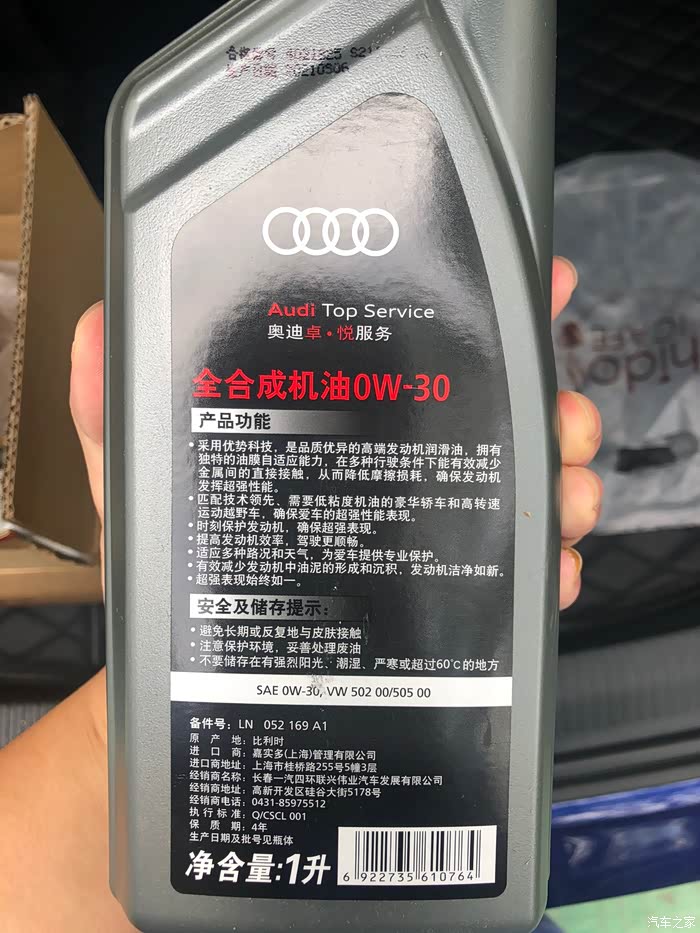 合格编号
生产日期 20210506
Audi Top Service
奥迪卓·悦服务
全合成机油0W-30
产品功能
• 采用优势科技，是品质优异的高端发动机润滑油，拥有
独特的油膜自适应能力，在多种行驶条件下能有效减少
金属间的直接接触，从而降低摩擦损耗，确保发动机
发挥超强性能。
• 匹配技术领先、需要低粘度机油的豪华轿车和高转速
运动越野车，确保爱车的超强性能表现。
• 时刻保护发动机，确保超强表现。
• 提高发动机效率，驾驶更顺畅。
• 适应多种路况和天气，为爱车提供专业保护。
• 有效减少发动机中油泥的形成和沉积，发动机洁净如新。
• 超强表现始终如一。
安全及储存提示：
• 避免长期或反复地与皮肤接触
• 注意保护环境，妥善处理废油
• 不要储存在有强烈阳光、潮湿、严寒或超过60℃的地方
SAE 0W-30, VW 502 00/505 00
备件号：LN 052 169 A1
原产地：比利时
进口商：嘉实多(上海)管理有限公司
进口商地址：上海市桂桥路255号5幢3层
经销商名称：长春一汽四环联兴伟业汽车发展有限公司
经销商地址：高新开发区硅谷大街5178号
经销商电话：0431-85975512
执行标准：Q/CSCL 001
保质期：4年
生产日期及批号见瓶体
净含量:1升
6 922735 610764
汽车之家